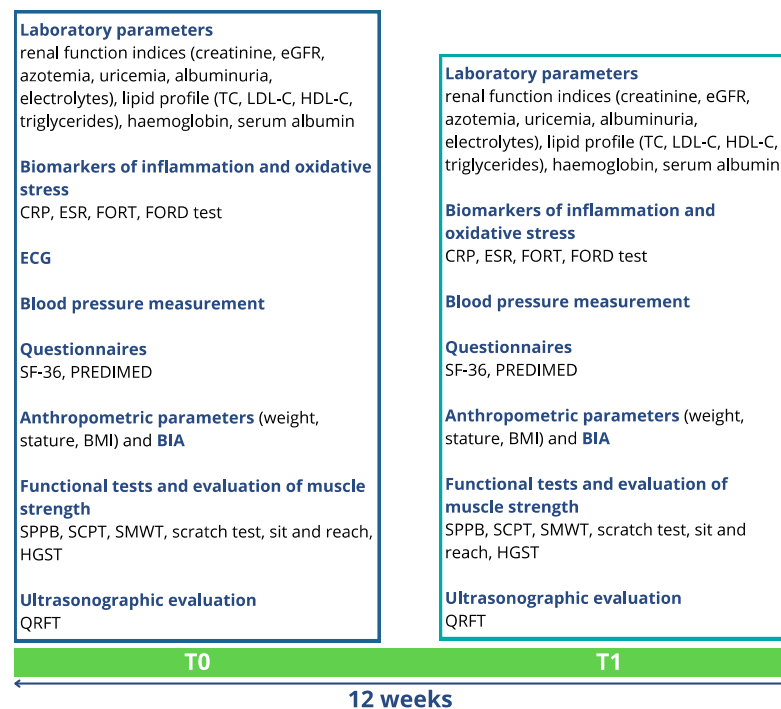 Laboratory parameters
renal function indices (creatinine, eGFR,
azotemia, uricemia, albuminuria,
electrolytes), lipid profile (TC, LDL-C, HDL-C,
triglycerides), haemoglobin, serum albumin
Biomarkers of inflammation and oxidative
stress
CRP, ESR, FORT, FORD test
ECG
Blood pressure measurement
Questionnaires
SF-36, PREDIMED
Anthropometric parameters (weight,
stature, BMI) and BIA
Functional tests and evaluation of muscle
strength
SPPB, SCPT, SMWT, scratch test, sit and reach,
HGST
Ultrasonographic evaluation
QRFT
Laboratory parameters
renal function indices (creatinine, eGFR,
azotemia, uricemia, albuminuria,
electrolytes), lipid profile (TC, LDL-C, HDL-C,
triglycerides), haemoglobin, serum albumin
Biomarkers of inflammation and
oxidative stress
CRP, ESR, FORT, FORD test
Blood pressure measurement
Questionnaires
SF-36, PREDIMED
Anthropometric parameters (weight,
stature, BMI) and BIA
Functional tests and evaluation of
muscle strength
SPPB, SCPT, SMWT, scratch test, sit and
reach, HGST
Ultrasonographic evaluation
QRFT
T0
T1
12 weeks